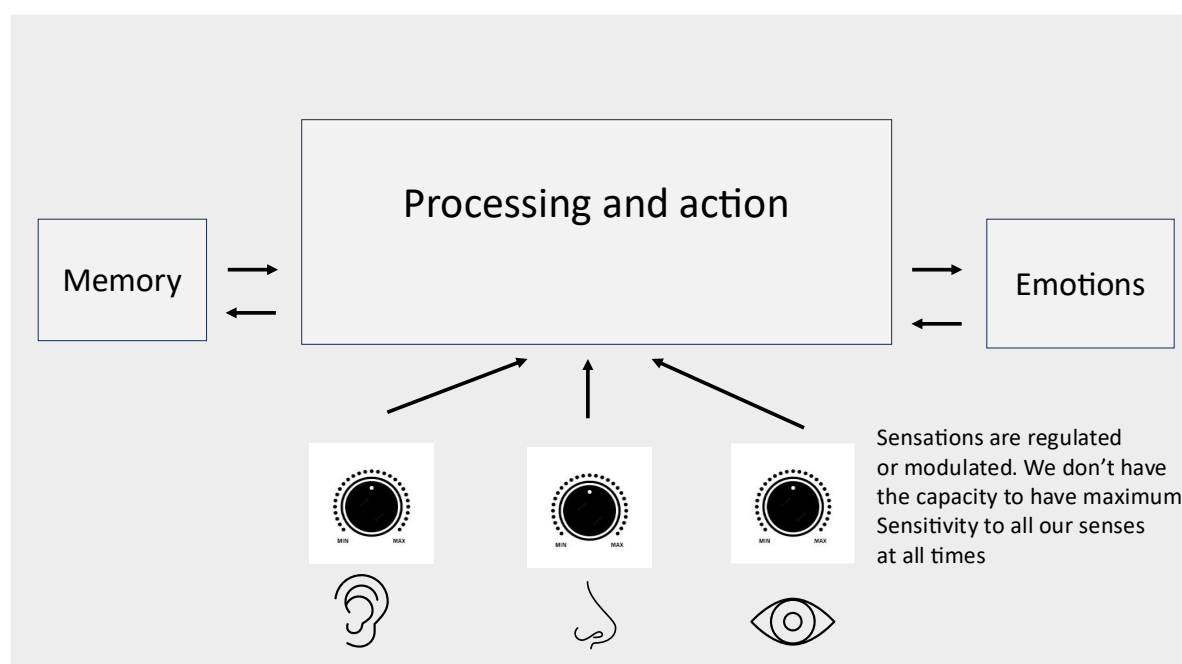 Processing and action
Memory
Emotions
Sensations are regulated
or modulated. We don’t have
the capacity to have maximum
Sensitivity to all our senses
at all times
MIN MAX
MIN MAX
MIN MAX